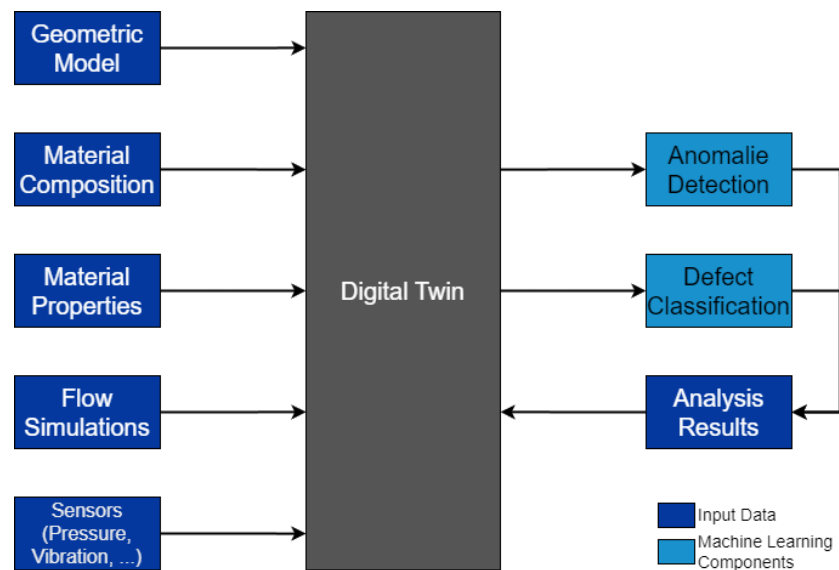 Geometric
Model
Material
Composition
Material
Properties
Flow
Simulations
Sensors
(Pressure,
Vibration, ...)
Digital Twin
Anomalie
Detection
Defect
Classification
Analysis
Results
Input Data
Machine Learning
Components